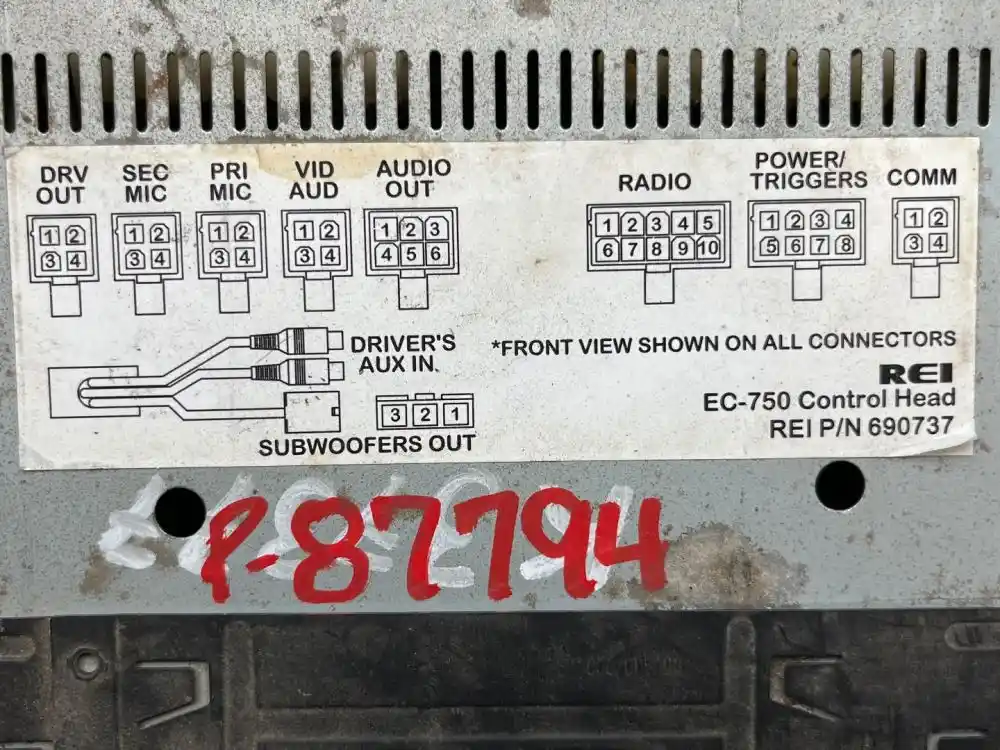 DRV OUT
SEC MIC
PRI MIC
VID AUD
AUDIO OUT
RADIO
POWER/ TRIGGERS
COMM
1 2
3 4
1 2
3 4
1 2
3 4
1 2
3 4
1 2 3
4 5 6
1 2 3 4 5
6 7 8 9 10
1 2 3 4
5 6 7 8
1 2
3 4
DRIVER'S
AUX IN.
3 2 1
SUBWOOFERS OUT
*FRONT VIEW SHOWN ON ALL CONNECTORS
REI
EC-750 Control Head
REI P/N 690737
P-87794